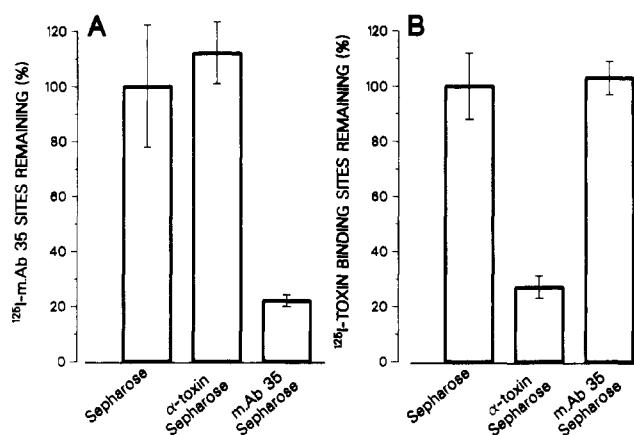 A
¹²⁵I-m.Ab 35 SITES REMAINING (%)
120
100
80
60
40
20
0
Sepharose
α-toxin
Sepharose
m.Ab 35
Sepharose
B
¹²⁵I-TOXIN BINDING SITES REMAINING (%)
120
100
80
60
40
20
0
Sepharose
α-toxin
Sepharose
m.Ab 35
Sepharose